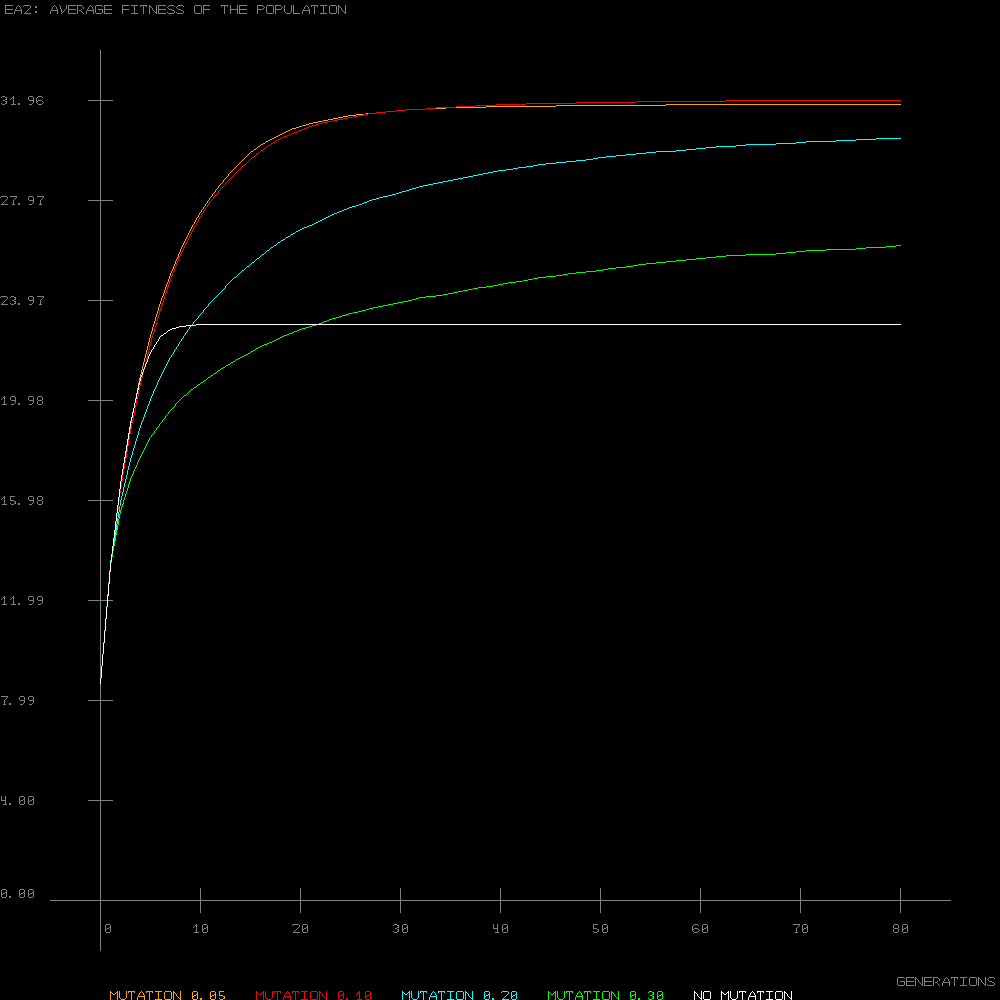 EA2: AVERAGE FITNESS OF THE POPULATION
31.96
27.97
23.97
19.98
15.98
11.99
7.99
4.00
0.00
0 10 20 30 40 50 60 70 80
GENERATIONS
MUTATION 0.05 MUTATION 0.10 MUTATION 0.20 MUTATION 0.30 NO MUTATION